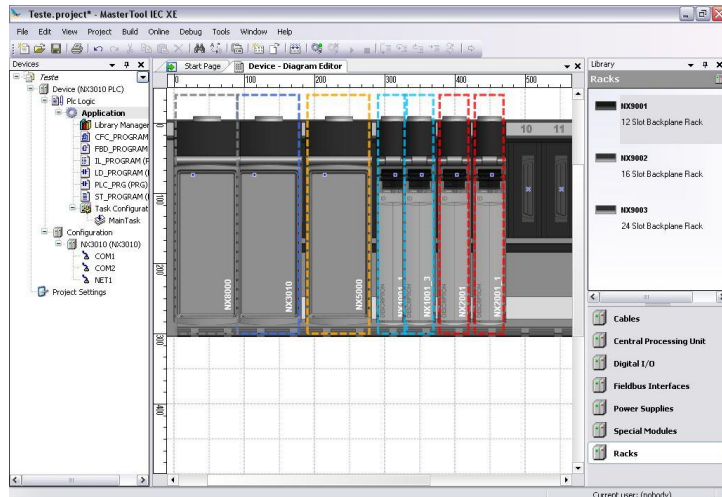 Teste.project* - MasterTool IEC XE
File Edit View Project Build Online Debug Tools Window Help
Devices
Teste
Device (NX3010 PLC)
Plc Logic
Application
Library Manager
CFC_PROGRAM
FBD_PROGRAM
IL_PROGRAM (P
LD_PROGRAM (
PLC_PRG (PRG)
ST_PROGRAM (
Task Configurat
MainTask
Configuration
NX3010 (NX3010)
COM1
COM2
NET1
Project Settings
Start Page
Device - Diagram Editor
0 100 200 300 400 500
0
100
200
300
400
10 11
NX8000
NX3010
NX5000
NX1001_1
NX1001_3
NX2001
NX2001_1
Library
Racks
NX9001
12 Slot Backplane Rack
NX9002
16 Slot Backplane Rack
NX9003
24 Slot Backplane Rack
Cables
Central Processing Unit
Digital I/O
Fieldbus Interfaces
Power Supplies
Special Modules
Racks
Current user: (nobody)